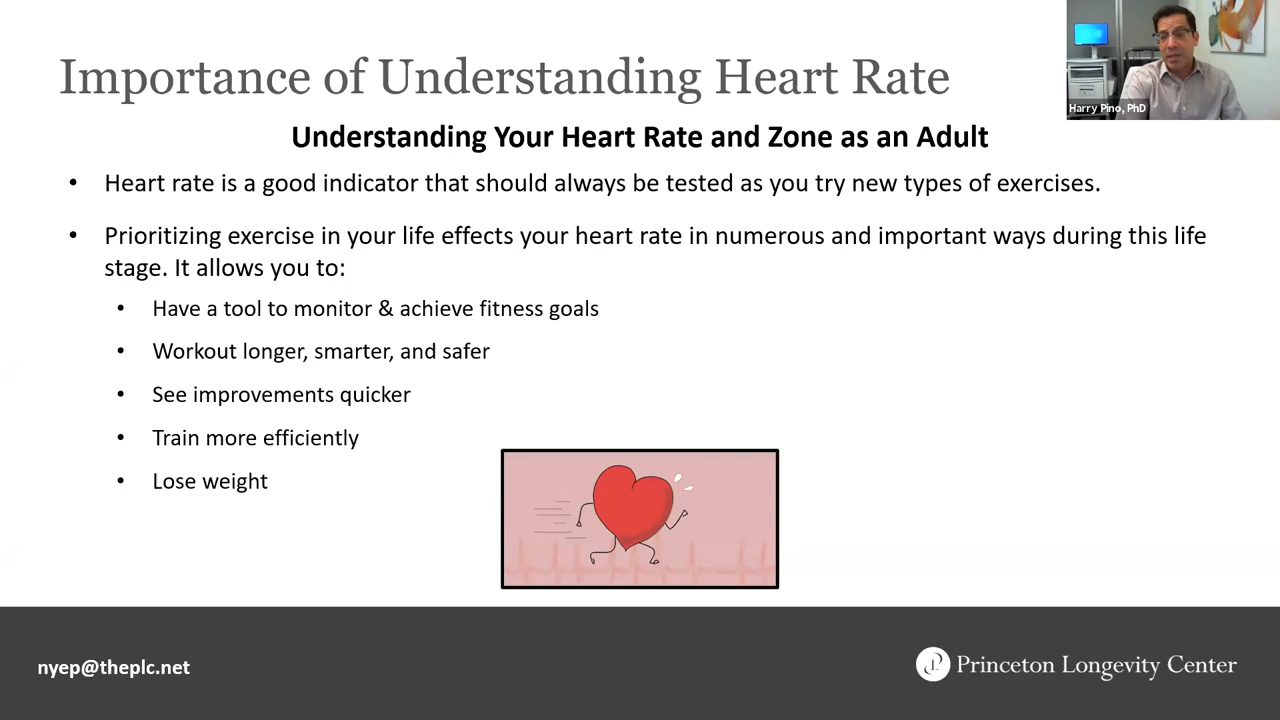 Importance of Understanding Heart Rate
Harry Pino, PhD
Understanding Your Heart Rate and Zone as an Adult
• Heart rate is a good indicator that should always be tested as you try new types of exercises.
• Prioritizing exercise in your life effects your heart rate in numerous and important ways during this life
stage. It allows you to:
• Have a tool to monitor & achieve fitness goals
• Workout longer, smarter, and safer
• See improvements quicker
• Train more efficiently
• Lose weight
nyep@theplc.net
Princeton Longevity Center